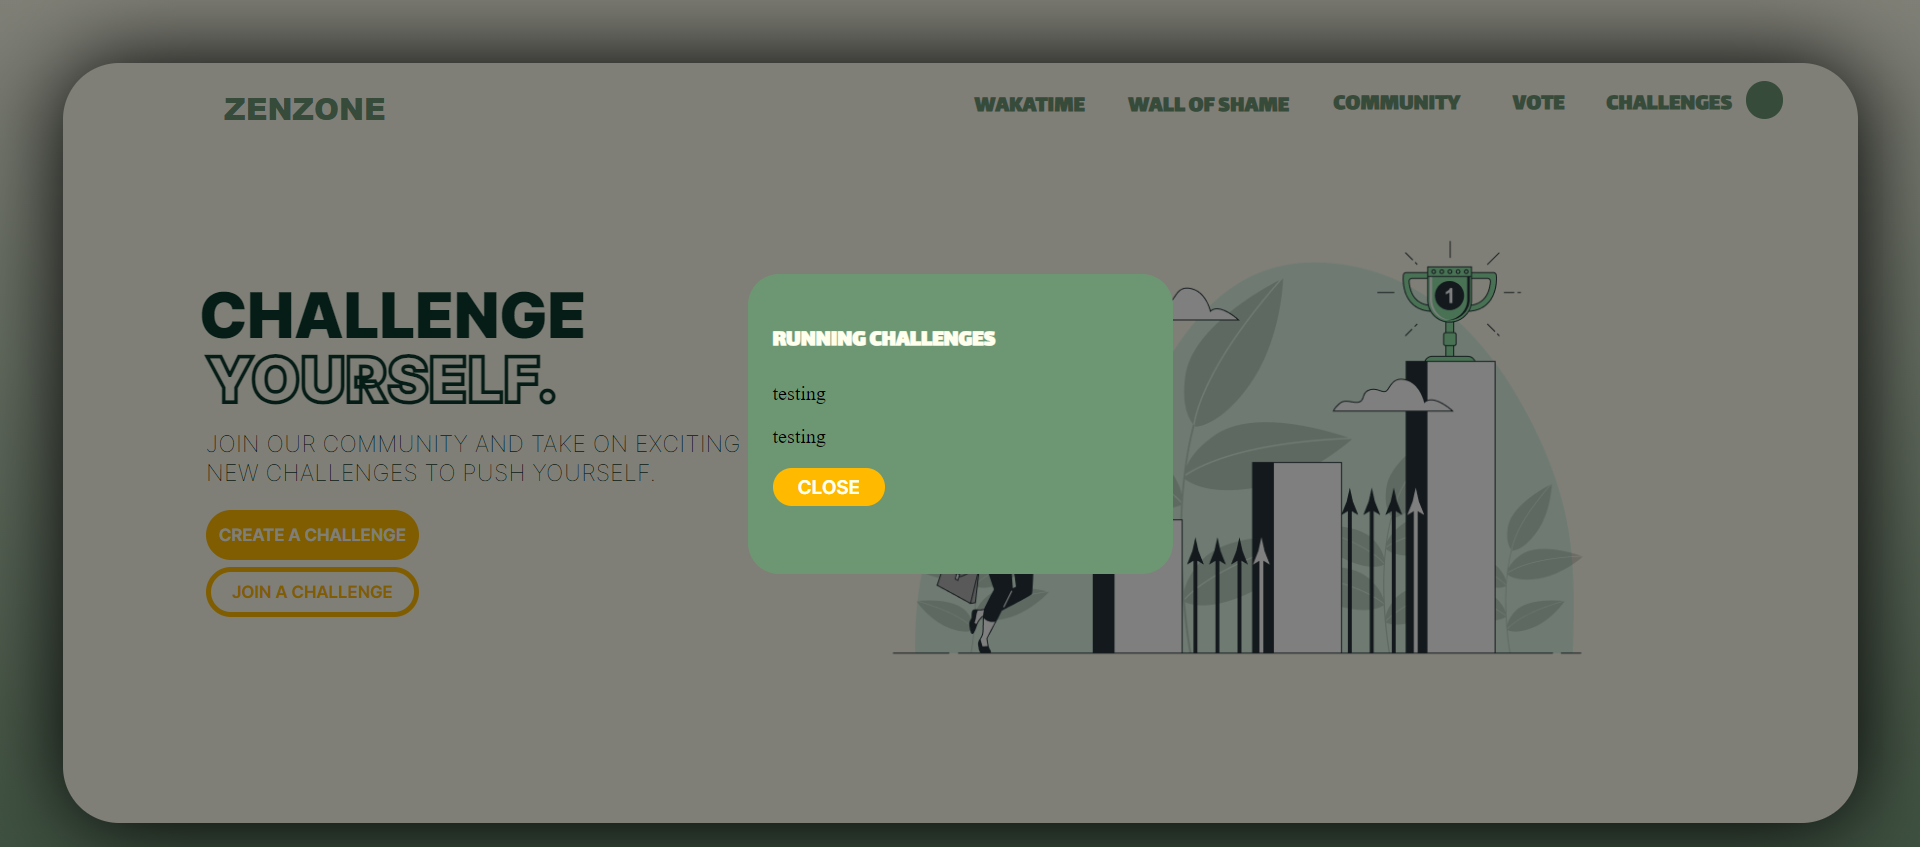 ZENZONE
WAKATIME
WALL OF SHAME
COMMUNITY
VOTE
CHALLENGES
CHALLENGE
YOURSELF.
JOIN OUR COMMUNITY AND TAKE ON EXCITING
NEW CHALLENGES TO PUSH YOURSELF.
CREATE A CHALLENGE
JOIN A CHALLENGE
RUNNING CHALLENGES
testing
testing
CLOSE
1